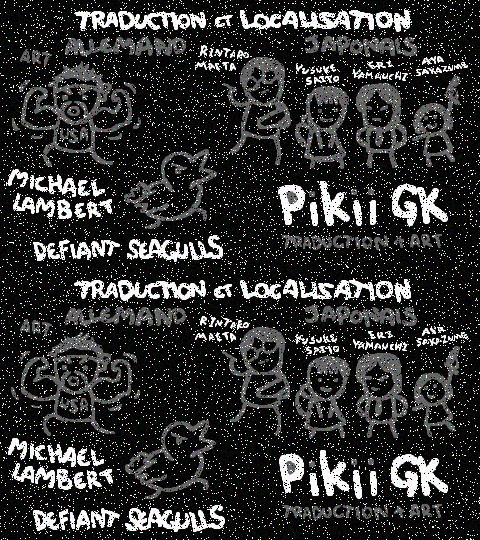 TRADUCTION ET LOCALISATION
ALLEMAND
JAPONAIS
ART
RINTARO
MAETA
YUSUKE
SAITO
ERI
YAMAUCHI
AYA
SAKAZUME
USA
MICHAEL
LAMBERT
Pikii GK
TRADUCTION + ART
DEFIANT SEAGULLS
TRADUCTION ET LOCALISATION
ALLEMAND
JAPONAIS
ART
RINTARO
MAETA
YUSUKE
SAITO
ERI
YAMAUCHI
AYA
SAKAZUME
USA
MICHAEL
LAMBERT
Pikii GK
TRADUCTION + ART
DEFIANT SEAGULLS